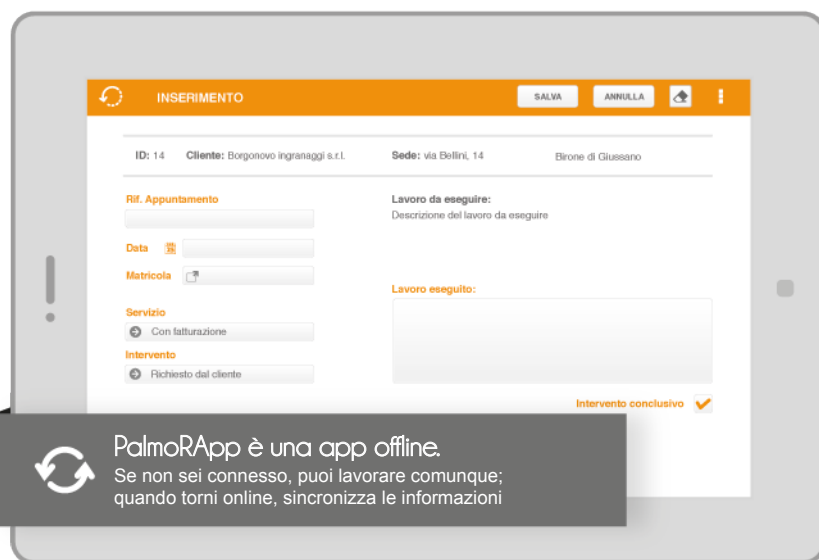 INSERIMENTO
SALVA
ANNULLA
ID: 14 Cliente: Borgonovo ingranaggi s.r.l. Sede: via Bellini, 14 Birone di Giussano
Rif. Appuntamento
Lavoro da eseguire:
Descrizione del lavoro da eseguire
Data
Matricola
Lavoro eseguito:
Servizio
Con fatturazione
Intervento
Richiesto dal cliente
Intervento conclusivo
PalmoRApp è una app offline.
Se non sei connesso, puoi lavorare comunque;
quando torni online, sincronizza le informazioni